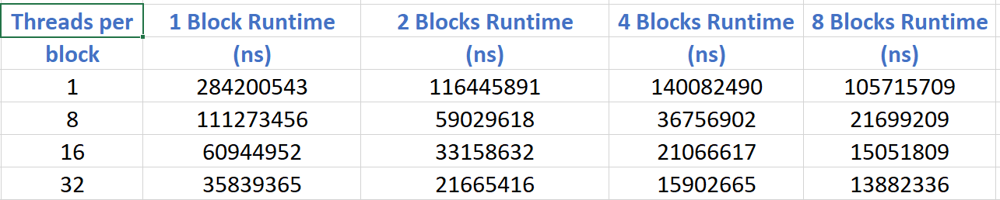 Threads per 1 Block Runtime 2 Blocks Runtime 4 Blocks Runtime 8 Blocks Runtime
block (ns) (ns) (ns) (ns)
1 284200543 116445891 140082490 105715709
8 111273456 59029618 36756902 21699209
16 60944952 33158632 21066617 15051809
32 35839365 21665416 15902665 13882336